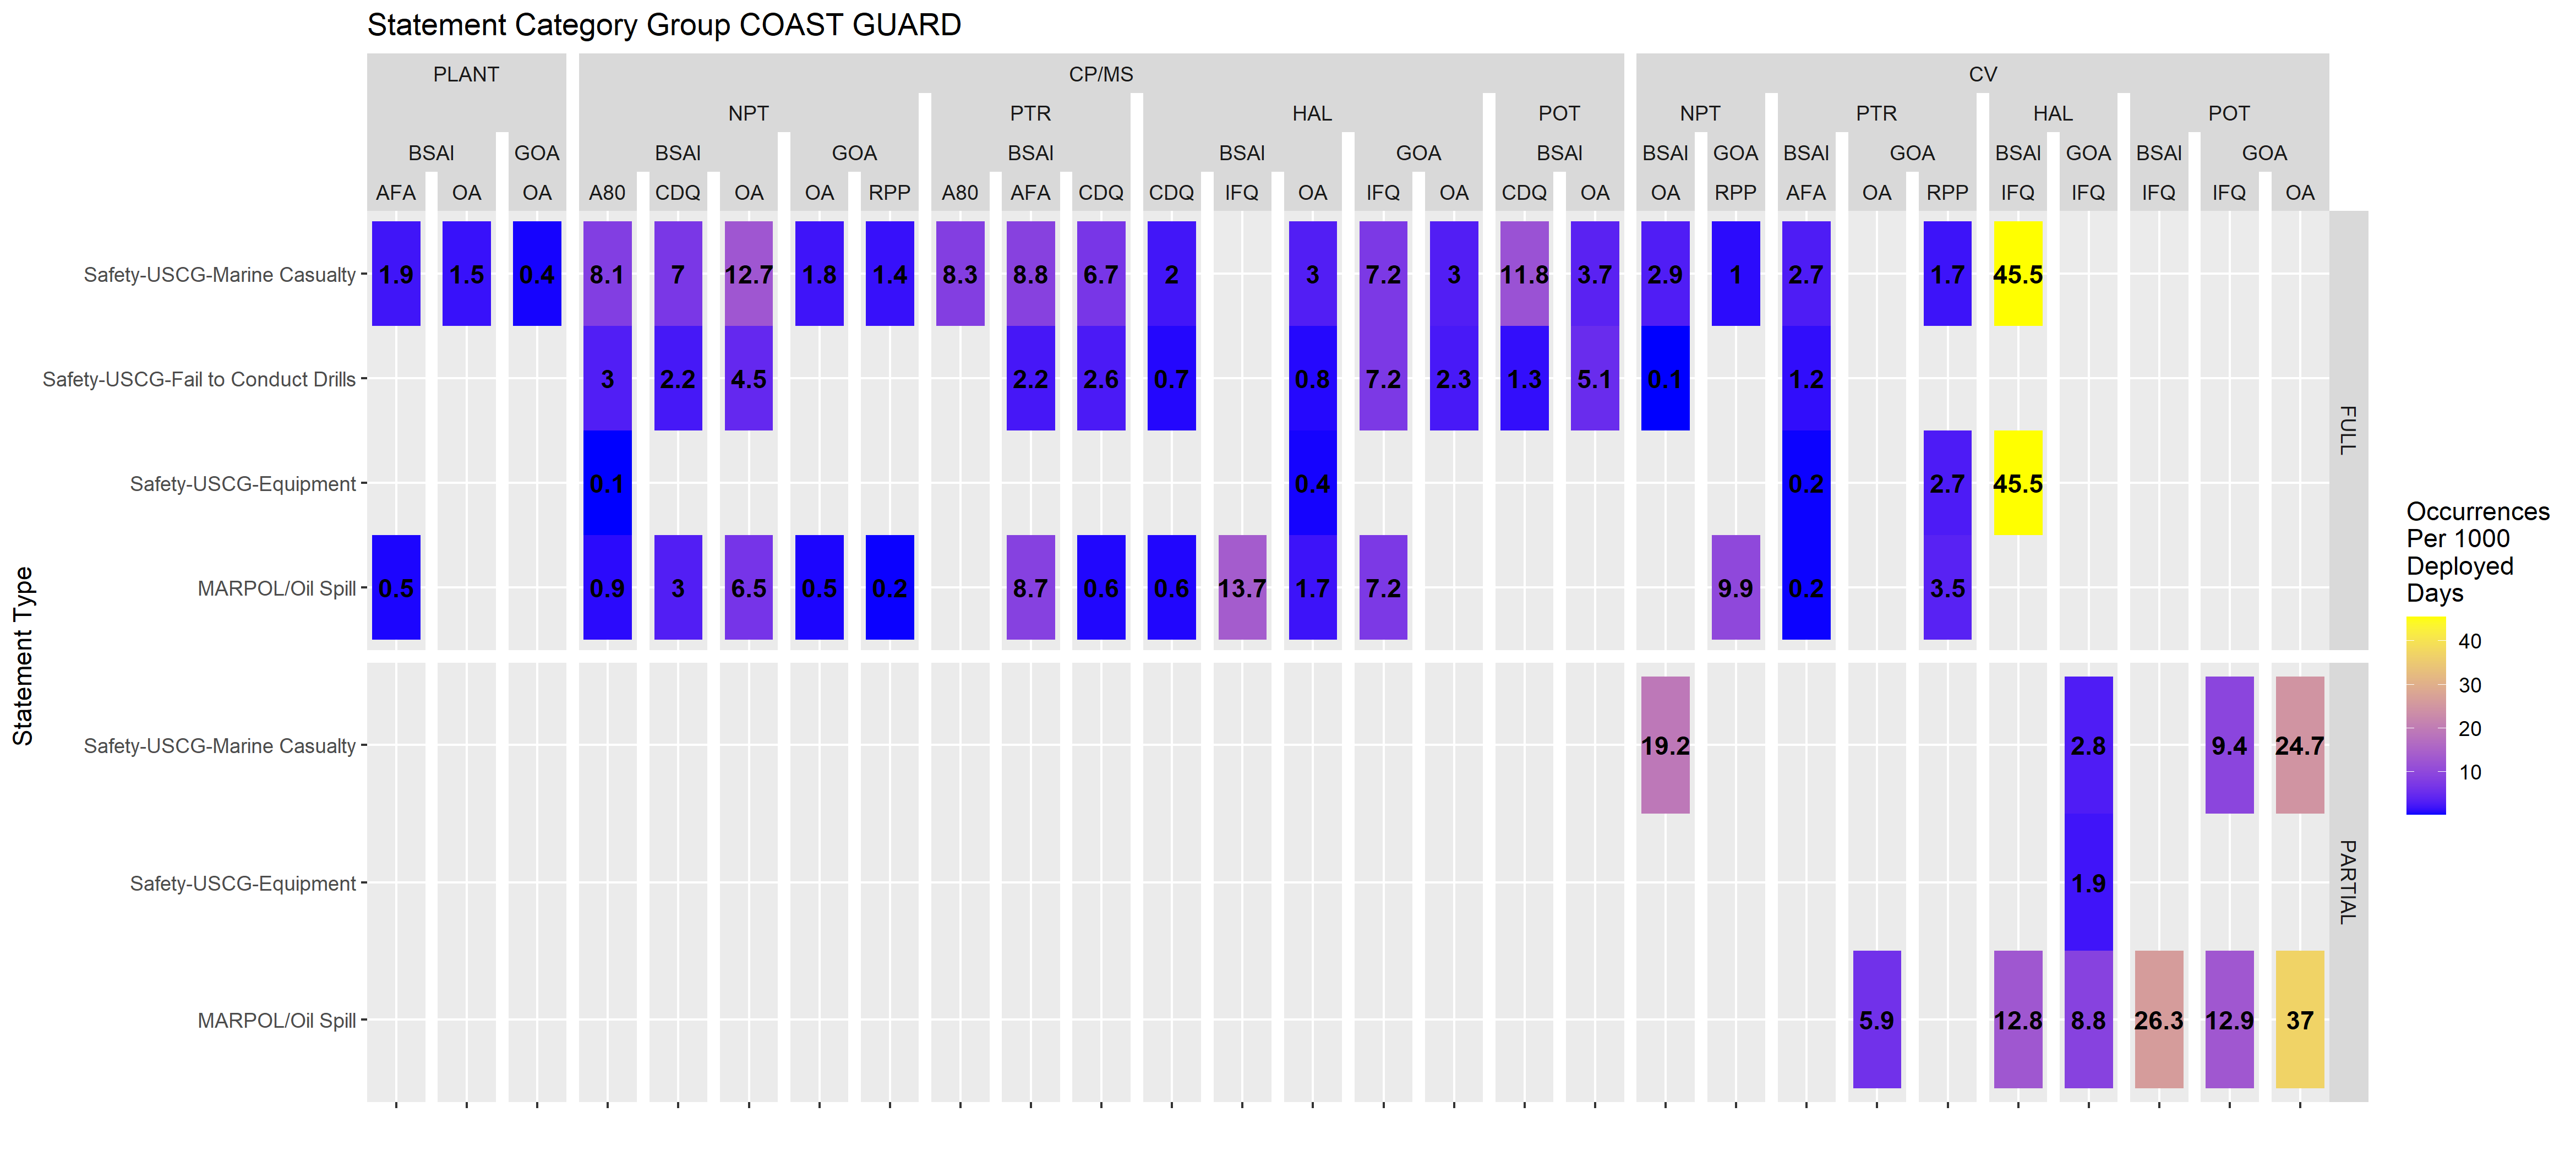 Statement Category Group COAST GUARD
PLANT CP/MS CV
NPT PTR HAL POT NPT PTR HAL POT
BSAI GOA BSAI GOA BSAI BSAI GOA BSAI BSAI GOA BSAI GOA BSAI GOA BSAI GOA
AFA OA OA A80 CDQ OA OA RPP A80 AFA CDQ CDQ IFQ OA IFQ OA CDQ OA OA RPP AFA OA RPP IFQ IFQ IFQ IFQ OA
Safety-USCG-Marine Casualty 1.9 1.5 0.4 8.1 7 12.7 1.8 1.4 8.3 8.8 6.7 2 3 7.2 3 11.8 3.7 2.9 1 2.7 1.7 45.5
Safety-USCG-Fail to Conduct Drills 3 2.2 4.5 2.2 2.6 0.7 0.8 7.2 2.3 1.3 5.1 0.1 1.2
FULL
Safety-USCG-Equipment 0.1 0.4 0.2 2.7 45.5
MARPOL/Oil Spill 0.5 0.9 3 6.5 0.5 0.2 8.7 0.6 0.6 13.7 1.7 7.2 9.9 0.2 3.5
Safety-USCG-Marine Casualty 19.2 2.8 9.4 24.7
Safety-USCG-Equipment 1.9
PARTIAL
MARPOL/Oil Spill 5.9 12.8 8.8 26.3 12.9 37
Statement Type
Occurrences
Per 1000
Deployed
Days
40
30
20
10